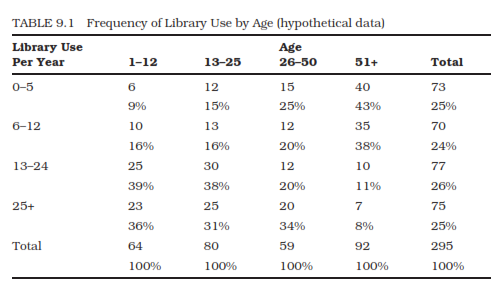 TABLE 9.1 Frequency of Library Use by Age (hypothetical data)
Library Use Age
Per Year 1–12 13–25 26–50 51+ Total
0–5 6 12 15 40 73
9% 15% 25% 43% 25%
6–12 10 13 12 35 70
16% 16% 20% 38% 24%
13–24 25 30 12 10 77
39% 38% 20% 11% 26%
25+ 23 25 20 7 75
36% 31% 34% 8% 25%
Total 64 80 59 92 295
100% 100% 100% 100% 100%